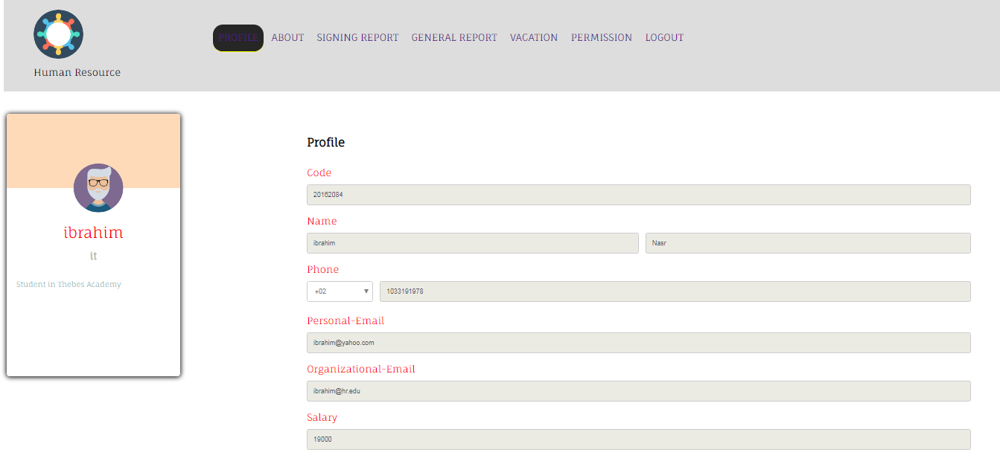 PROFILE ABOUT SIGNING REPORT GENERAL REPORT VACATION PERMISSION LOGOUT
Human Resource
ibrahim
it
Student in Thebes Academy
Profile
Code
20162084
Name
ibrahim Nasr
Phone
+02 1033191978
Personal-Email
ibrahim@yahoo.com
Organizational-Email
ibrahim@hr.edu
Salary
19000